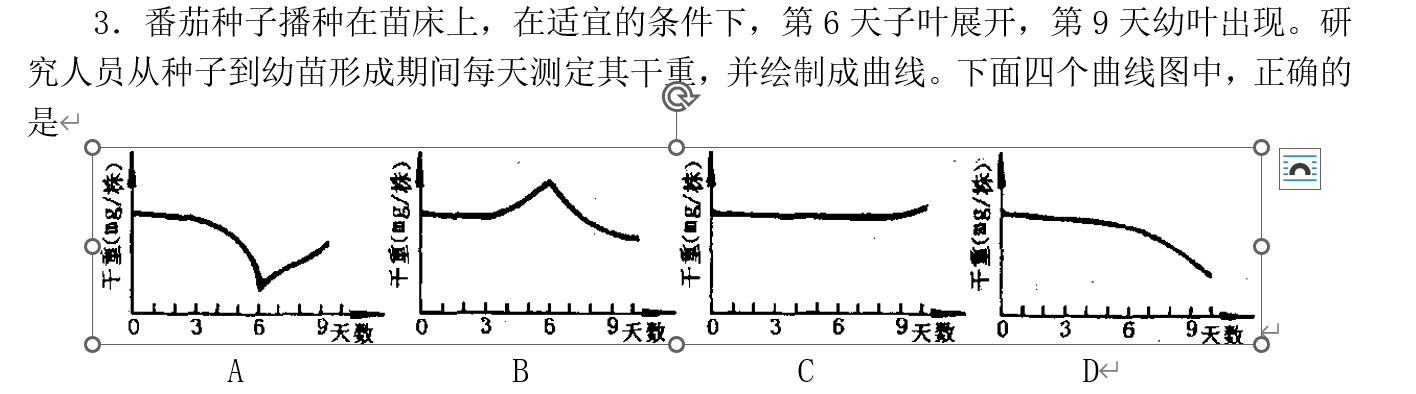 3．番茄种子播种在苗床上，在适宜的条件下，第 6 天子叶展开，第 9 天幼叶出现。研
究人员从种子到幼苗形成期间每天测定其干重，并绘制成曲线。下面四个曲线图中，正确的
是
干重(mg/株)
0 3 6 9 天数
干重(mg/株)
0 3 6 9 天数
干重(mg/株)
0 3 6 9 天数
干重(mg/株)
0 3 6 9 天数
A B C D